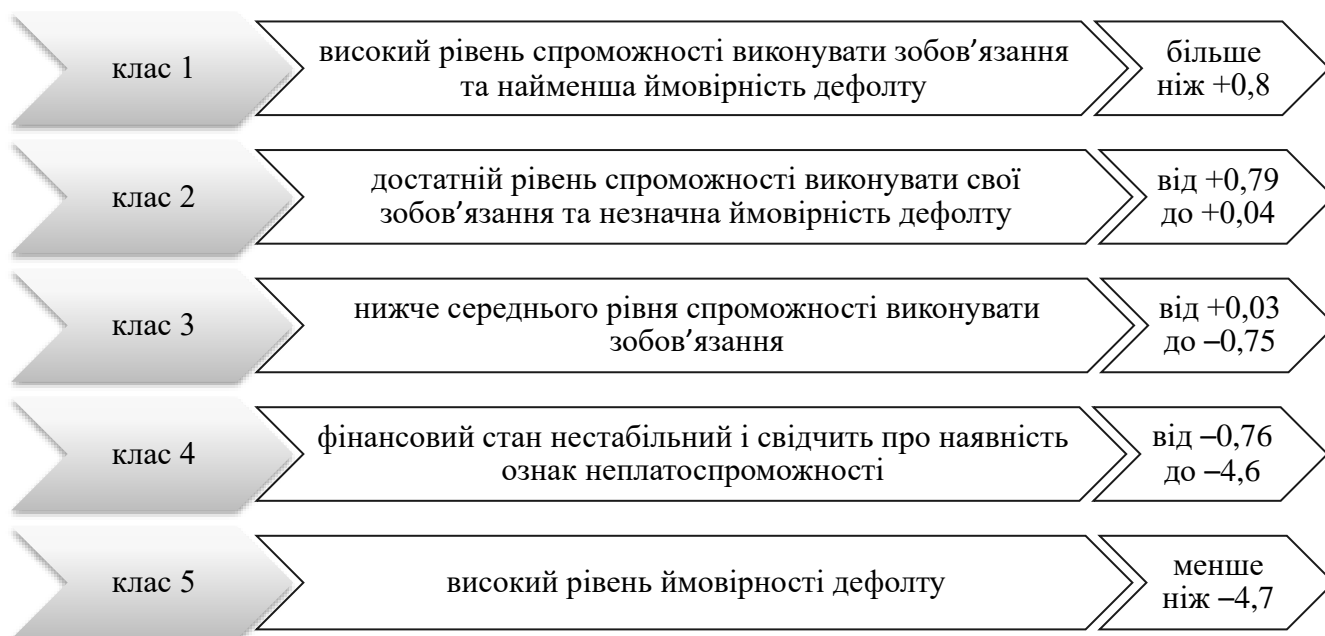 клас 1
високий рівень спроможності виконувати зобов’язання
та найменша ймовірність дефолту
більше
ніж +0,8
клас 2
достатній рівень спроможності виконувати свої
зобов’язання та незначна ймовірність дефолту
від +0,79
до +0,04
клас 3
нижче середнього рівня спроможності виконувати
зобов’язання
від +0,03
до −0,75
клас 4
фінансовий стан нестабільний і свідчить про наявність
ознак неплатоспроможності
від −0,76
до −4,6
клас 5
високий рівень ймовірності дефолту
менше
ніж −4,7